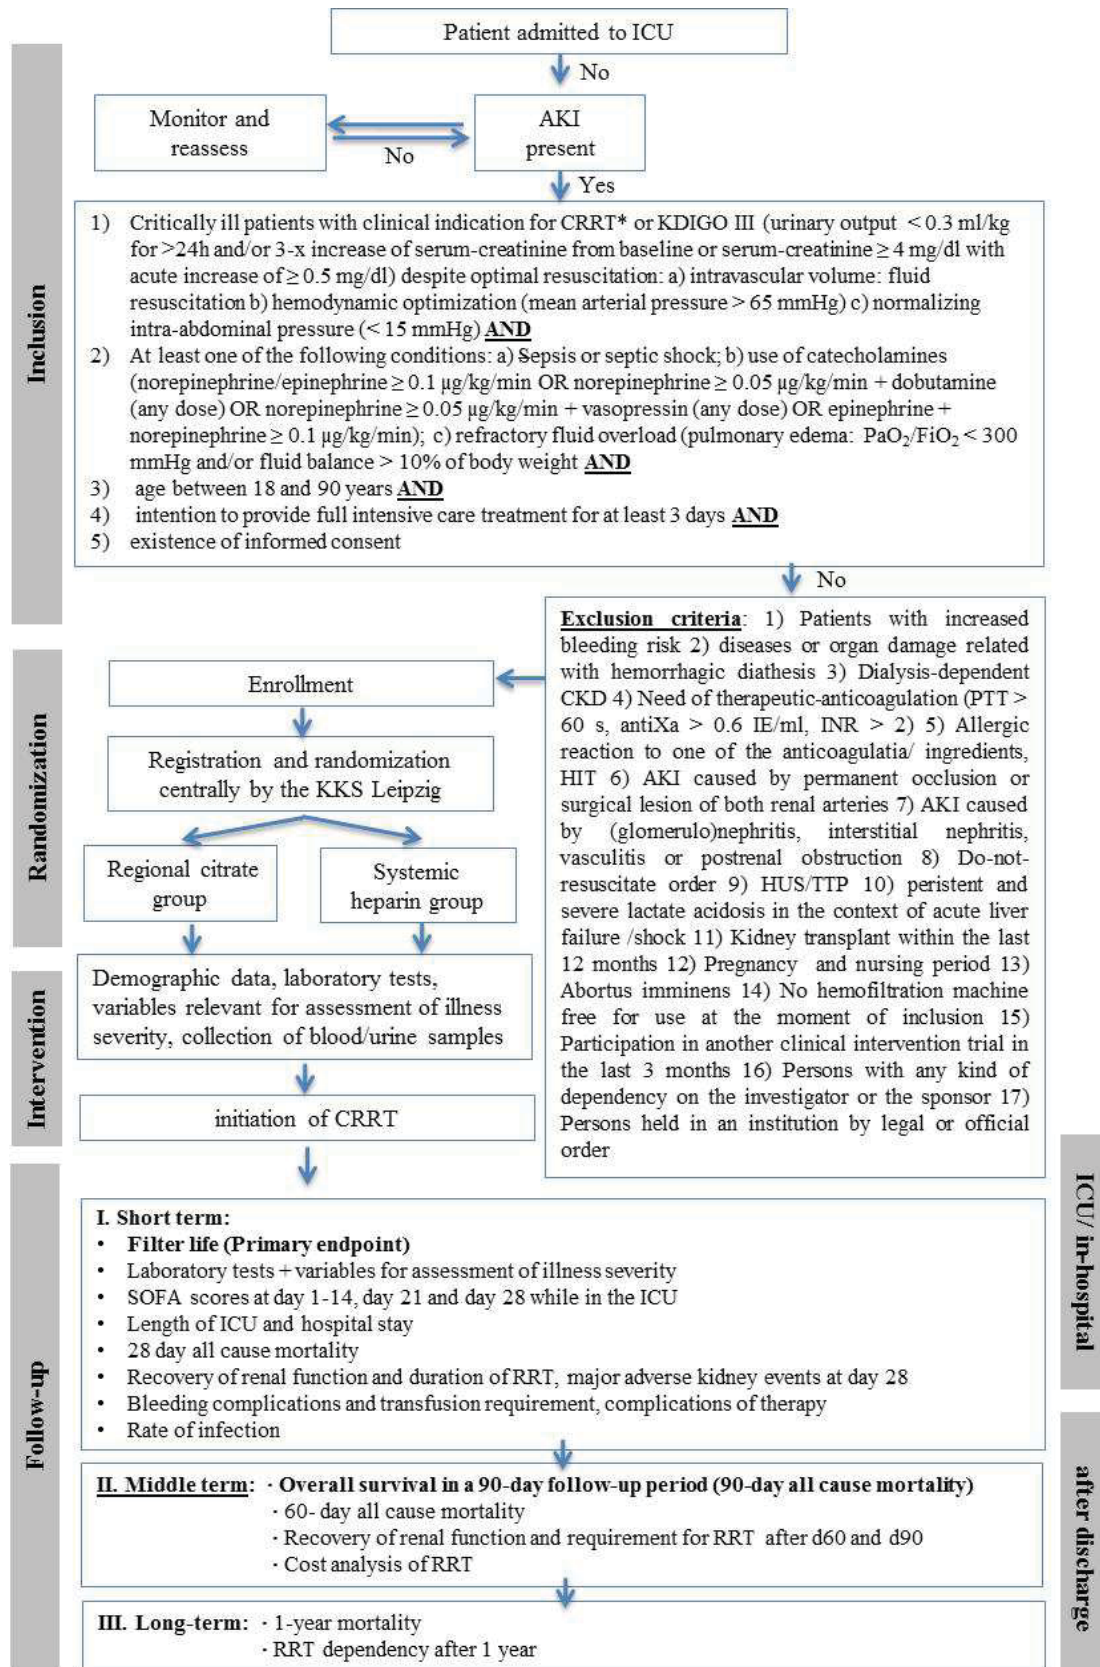 Patient admitted to ICU
No
Monitor and
reassess
No
AKI
present
Yes
Inclusion
1) Critically ill patients with clinical indication for CRRT* or KDIGO III (urinary output < 0.3 ml/kg
for >24h and/or 3-x increase of serum-creatinine from baseline or serum-creatinine ≥ 4 mg/dl with
acute increase of ≥ 0.5 mg/dl) despite optimal resuscitation: a) intravascular volume: fluid
resuscitation b) hemodynamic optimization (mean arterial pressure > 65 mmHg) c) normalizing
intra-abdominal pressure (< 15 mmHg) AND
2) At least one of the following conditions: a) Sepsis or septic shock; b) use of catecholamines
(norepinephrine/epinephrine ≥ 0.1 µg/kg/min OR norepinephrine ≥ 0.05 µg/kg/min + dobutamine
(any dose) OR norepinephrine ≥ 0.05 µg/kg/min + vasopressin (any dose) OR epinephrine +
norepinephrine ≥ 0.1 µg/kg/min); c) refractory fluid overload (pulmonary edema: PaO₂/FiO₂ < 300
mmHg and/or fluid balance > 10% of body weight AND
3) age between 18 and 90 years AND
4) intention to provide full intensive care treatment for at least 3 days AND
5) existence of informed consent
No
Exclusion criteria: 1) Patients with increased
bleeding risk 2) diseases or organ damage related
with hemorrhagic diathesis 3) Dialysis-dependent
CKD 4) Need of therapeutic-anticoagulation (PTT >
60 s, antiXa > 0.6 IE/ml, INR > 2) 5) Allergic
reaction to one of the anticoagulatia/ ingredients,
HIT 6) AKI caused by permanent occlusion or
surgical lesion of both renal arteries 7) AKI caused
by (glomerulo)nephritis, interstitial nephritis,
vasculitis or postrenal obstruction 8) Do-not-
resuscitate order 9) HUS/TTP 10) peristent and
severe lactate acidosis in the context of acute liver
failure /shock 11) Kidney transplant within the last
12 months 12) Pregnancy and nursing period 13)
Abortus imminens 14) No hemofiltration machine
free for use at the moment of inclusion 15)
Participation in another clinical intervention trial in
the last 3 months 16) Persons with any kind of
dependency on the investigator or the sponsor 17)
Persons held in an institution by legal or official
order
Randomization
Enrollment
Registration and randomization
centrally by the KKS Leipzig
Regional citrate
group
Systemic
heparin group
Intervention
Demographic data, laboratory tests,
variables relevant for assessment of illness
severity, collection of blood/urine samples
initiation of CRRT
Follow-up
ICU/ in-hospital
I. Short term:
• Filter life (Primary endpoint)
• Laboratory tests + variables for assessment of illness severity
• SOFA scores at day 1-14, day 21 and day 28 while in the ICU
• Length of ICU and hospital stay
• 28 day all cause mortality
• Recovery of renal function and duration of RRT, major adverse kidney events at day 28
• Bleeding complications and transfusion requirement, complications of therapy
• Rate of infection
after discharge
II. Middle term: · Overall survival in a 90-day follow-up period (90-day all cause mortality)
· 60- day all cause mortality
· Recovery of renal function and requirement for RRT after d60 and d90
· Cost analysis of RRT
III. Long-term: · 1-year mortality
· RRT dependency after 1 year